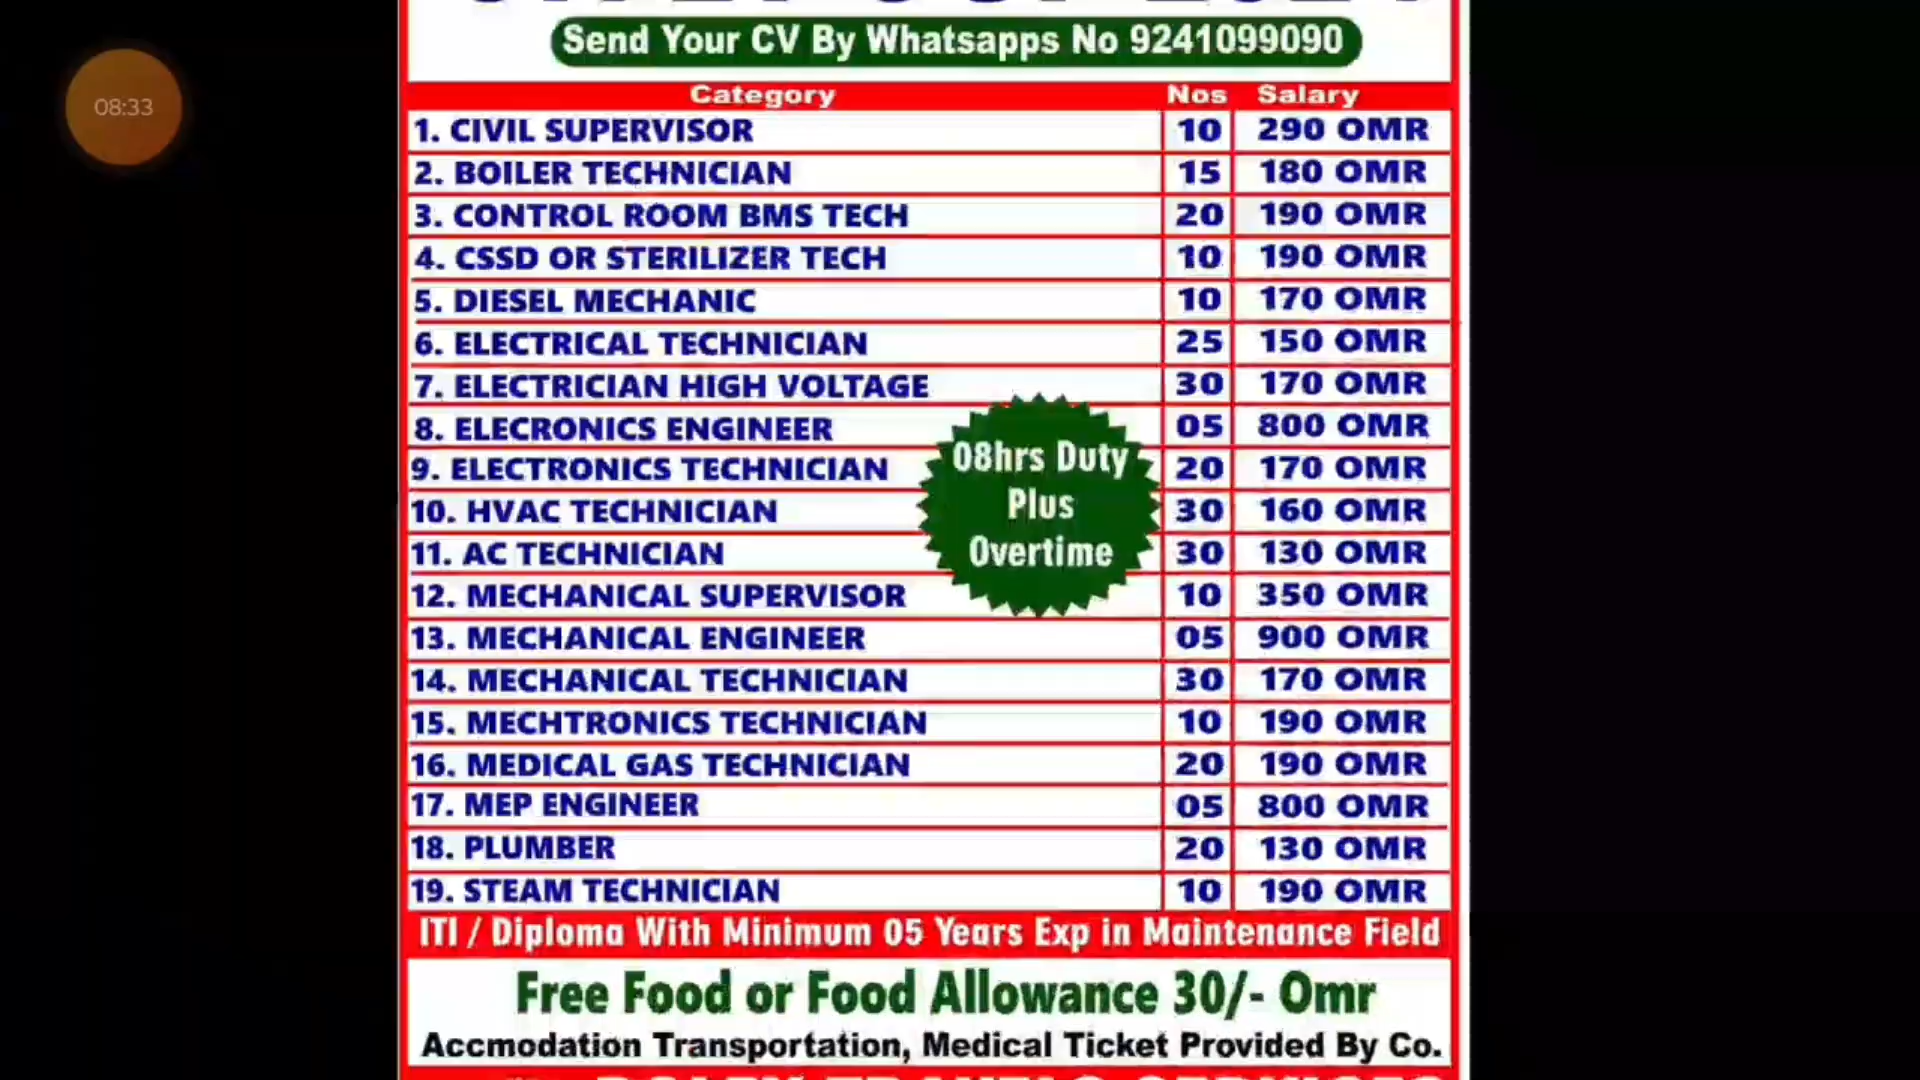 Send Your CV By Whatsapps No 9241099090
08:33
Category Nos Salary
1. CIVIL SUPERVISOR 10 290 OMR
2. BOILER TECHNICIAN 15 180 OMR
3. CONTROL ROOM BMS TECH 20 190 OMR
4. CSSD OR STERILIZER TECH 10 190 OMR
5. DIESEL MECHANIC 10 170 OMR
6. ELECTRICAL TECHNICIAN 25 150 OMR
7. ELECTRICIAN HIGH VOLTAGE 30 170 OMR
8. ELECRONICS ENGINEER 05 800 OMR
9. ELECTRONICS TECHNICIAN 20 170 OMR
10. HVAC TECHNICIAN 30 160 OMR
11. AC TECHNICIAN 30 130 OMR
12. MECHANICAL SUPERVISOR 10 350 OMR
13. MECHANICAL ENGINEER 05 900 OMR
14. MECHANICAL TECHNICIAN 30 170 OMR
15. MECHTRONICS TECHNICIAN 10 190 OMR
16. MEDICAL GAS TECHNICIAN 20 190 OMR
17. MEP ENGINEER 05 800 OMR
18. PLUMBER 20 130 OMR
19. STEAM TECHNICIAN 10 190 OMR
08hrs Duty
Plus
Overtime
ITI / Diploma With Minimum 05 Years Exp in Maintenance Field
Free Food or Food Allowance 30/- Omr
Accmodation Transportation, Medical Ticket Provided By Co.